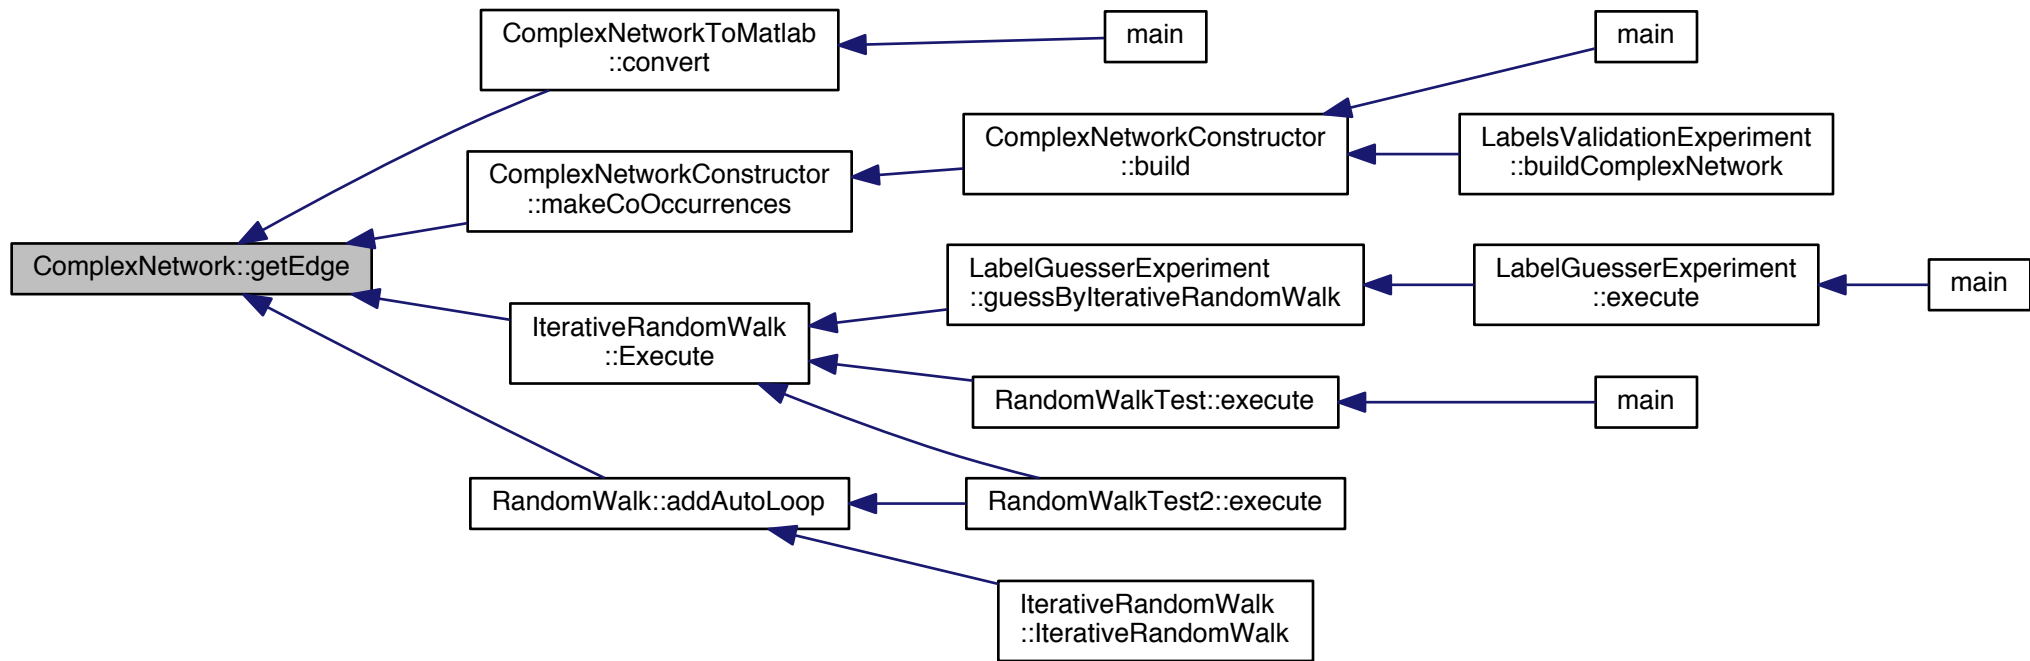 ComplexNetwork::getEdge
ComplexNetworkToMatlab
::convert
main
ComplexNetworkConstructor
::makeCoOccurrences
ComplexNetworkConstructor
::build
main
LabelsValidationExperiment
::buildComplexNetwork
IterativeRandomWalk
::Execute
LabelGuesserExperiment
::guessByIterativeRandomWalk
LabelGuesserExperiment
::execute
main
RandomWalkTest::execute
main
RandomWalk::addAutoLoop
RandomWalkTest2::execute
IterativeRandomWalk
::IterativeRandomWalk